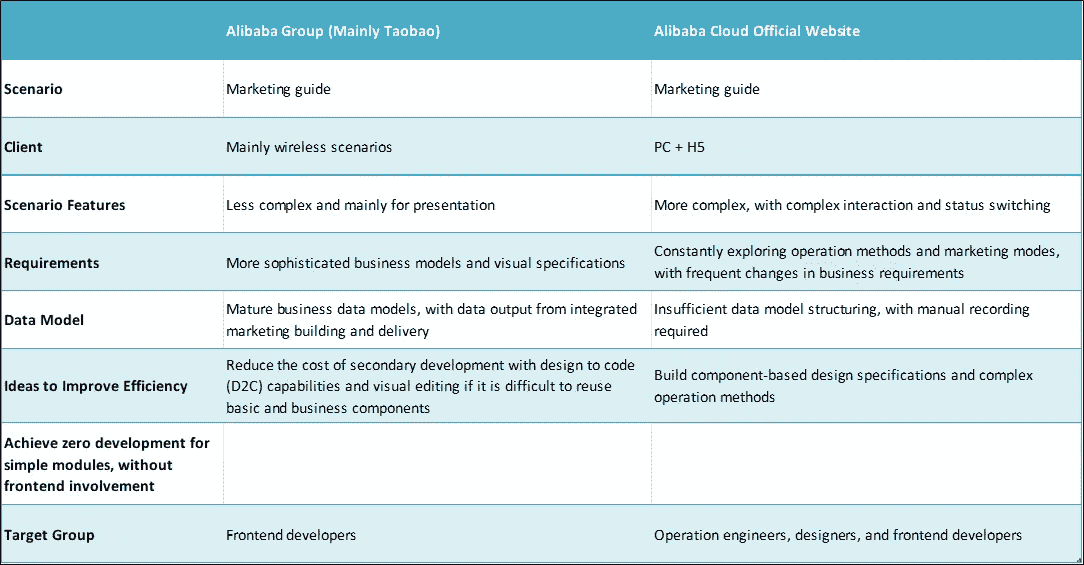 Alibaba Group (Mainly Taobao) Alibaba Cloud Official Website
Scenario Marketing guide Marketing guide
Client Mainly wireless scenarios PC + H5
Scenario Features Less complex and mainly for presentation More complex, with complex interaction and status switching
Requirements More sophisticated business models and visual specifications Constantly exploring operation methods and marketing modes,
with frequent changes in business requirements
Data Model Mature business data models, with data output from integrated
marketing building and delivery
Insufficient data model structuring, with manual recording
required
Ideas to Improve Efficiency Reduce the cost of secondary development with design to code
(D2C) capabilities and visual editing if it is difficult to reuse
basic and business components
Build component-based design specifications and complex
operation methods
Achieve zero development for
simple modules, without
frontend involvement
Target Group Frontend developers Operation engineers, designers, and frontend developers